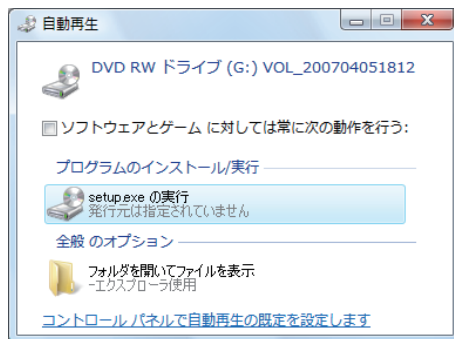 自動再生
DVD RW ドライブ (G:) VOL_200704051812
ソフトウェアとゲーム に対しては常に次の動作を行う:
プログラムのインストール/実行
setup.exe の実行
発行元は指定されていません
全般 のオプション
フォルダを開いてファイルを表示
-エクスプローラ使用
コントロール パネルで自動再生の既定を設定します